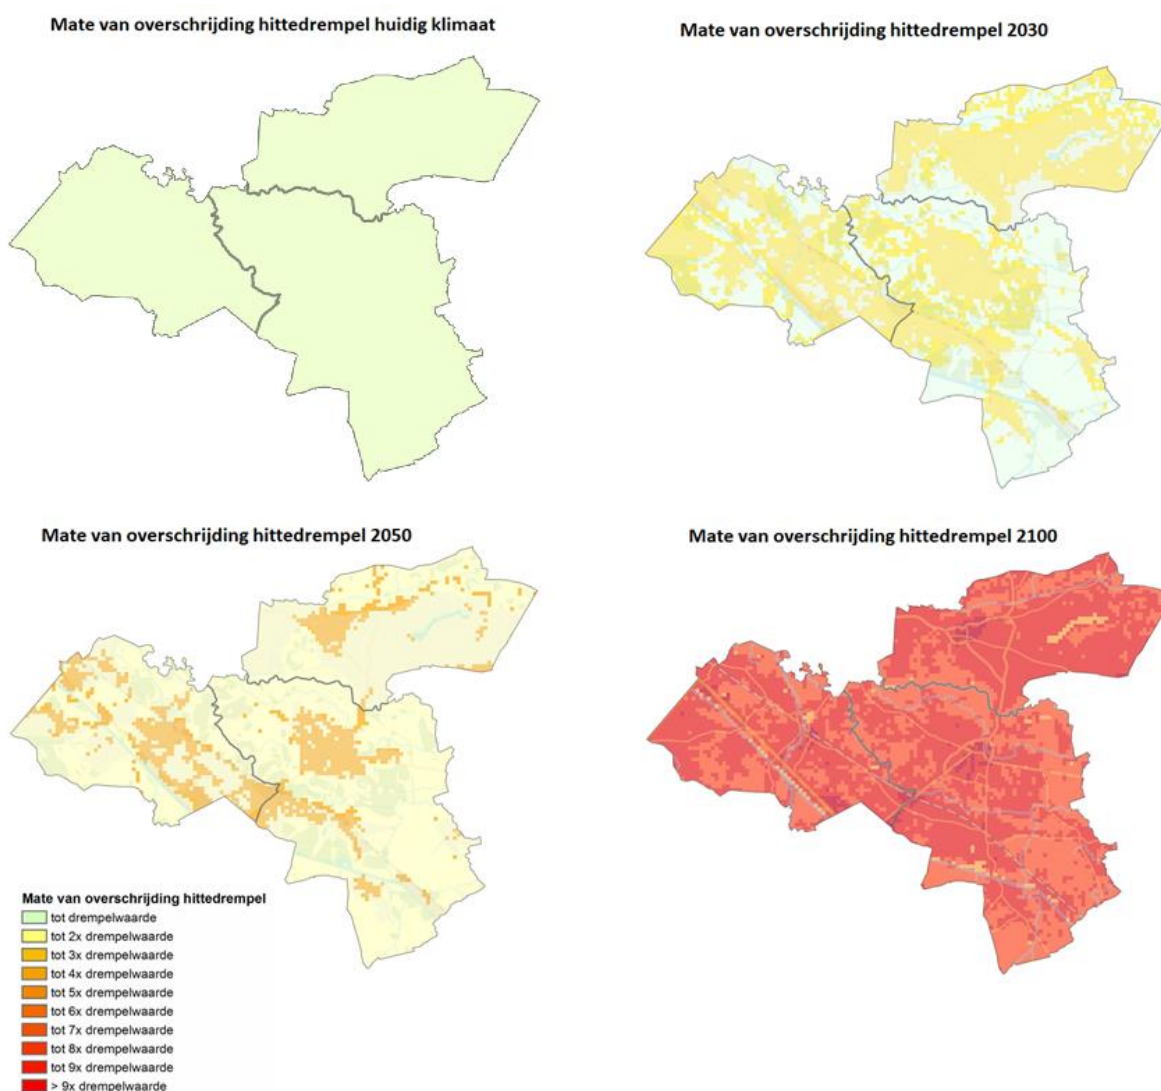 Mate van overschrijding hittedrempel huidig klimaat
Mate van overschrijding hittedrempel 2030
Mate van overschrijding hittedrempel 2050
Mate van overschrijding hittedrempel 2100
Mate van overschrijding hittedrempel
tot drempelwaarde
tot 2x drempelwaarde
tot 3x drempelwaarde
tot 4x drempelwaarde
tot 5x drempelwaarde
tot 6x drempelwaarde
tot 7x drempelwaarde
tot 8x drempelwaarde
tot 9x drempelwaarde
> 9x drempelwaarde